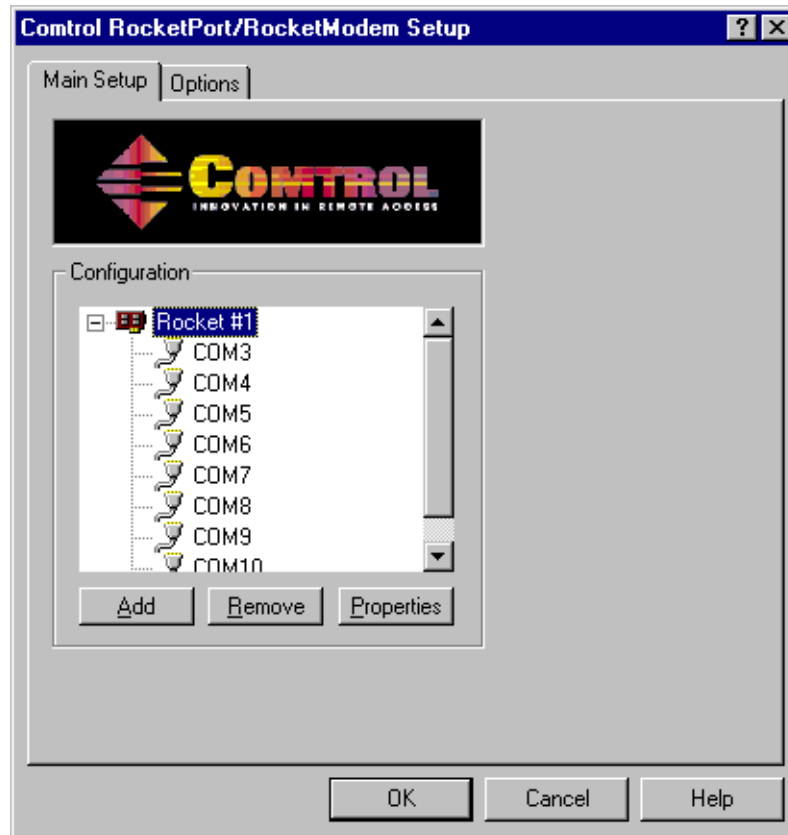 Comtrol RocketPort/RocketModem Setup
Main Setup
Options
COMTROL
INNOVATION IN REMOTE ACCESS
Configuration
Rocket #1
COM3
COM4
COM5
COM6
COM7
COM8
COM9
COM10
Add
Remove
Properties
OK
Cancel
Help